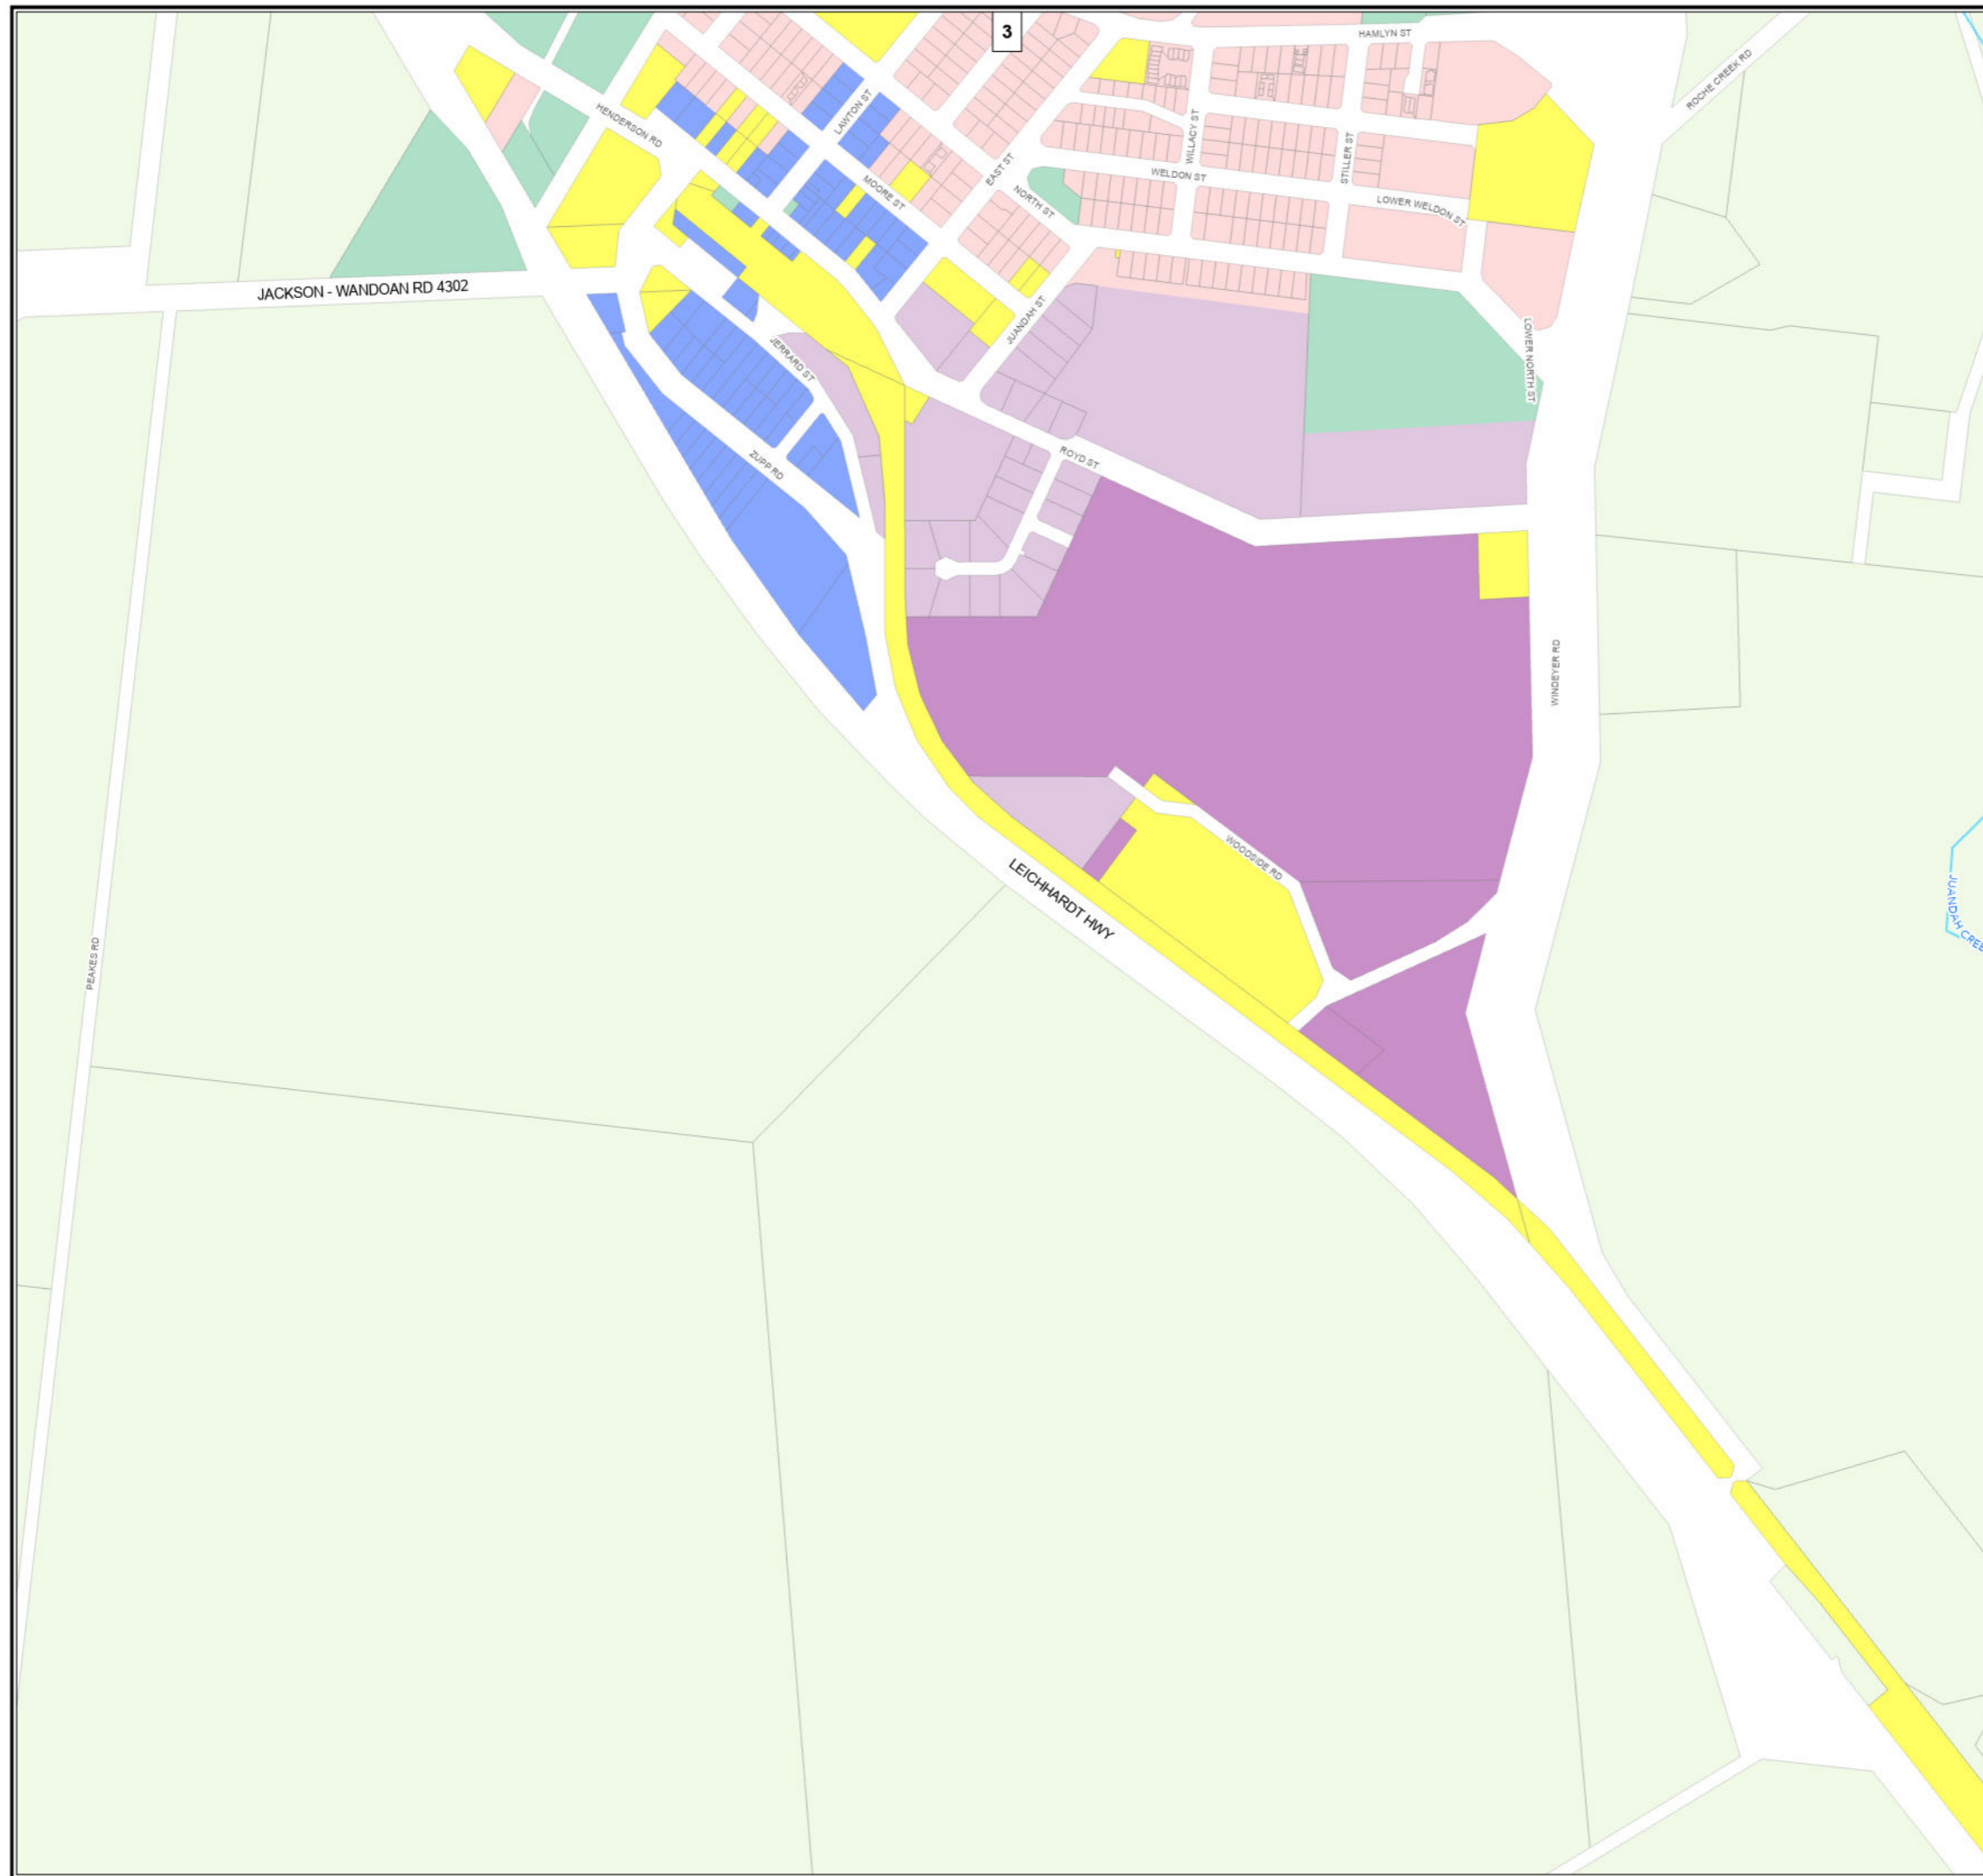 3
HAMLYN ST
ROCHE CREEK RD
HENDERSON RD
LAWTON ST
WILLACY ST
STILLER ST
EAST ST
WELDON ST
MOORE ST
NORTH ST
LOWER WELDON ST
JACKSON - WANDOAN RD 4302
JUANDAH ST
JERRARD ST
LOWER NORTH ST
ZUPP RD
ROYD ST
WINDEYER RD
WOODSIDE RD
LEICHHARDT HWY
JUANDAH CREE
PEAKES RD